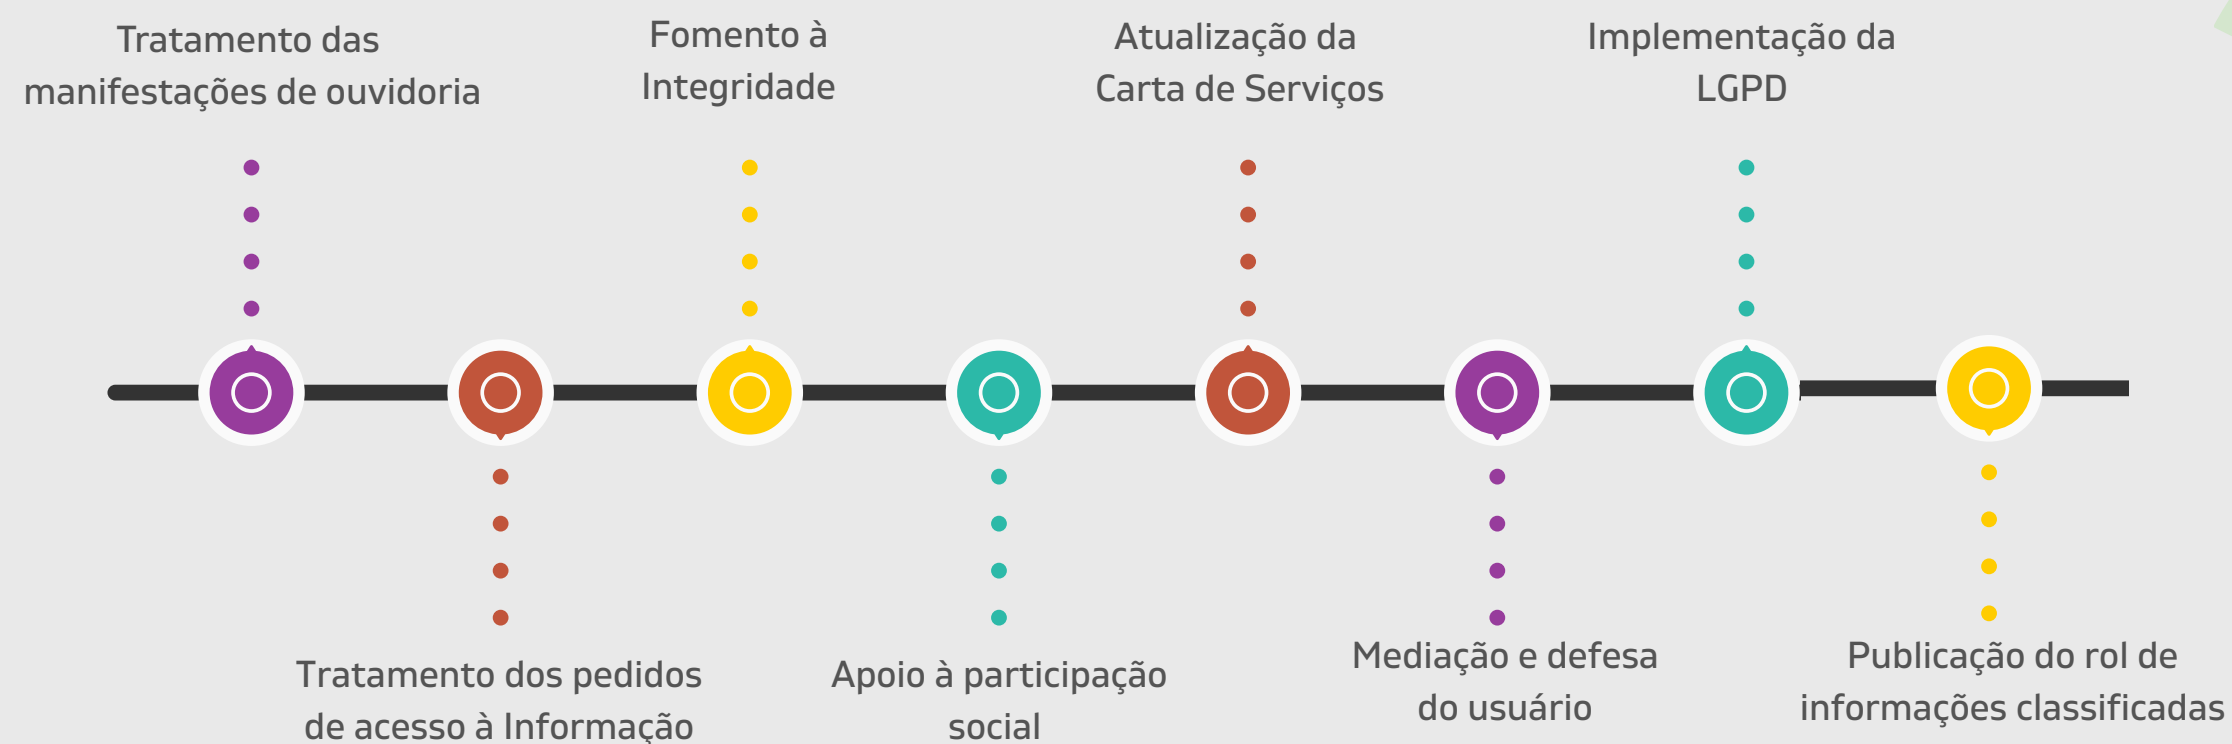 Tratamento das
manifestações de ouvidoria
Fomento à
Integridade
Atualização da
Carta de Serviços
Implementação da
LGPD
Tratamento dos pedidos
de acesso à Informação
Apoio à participação
social
Mediação e defesa
do usuário
Publicação do rol de
informações classificadas